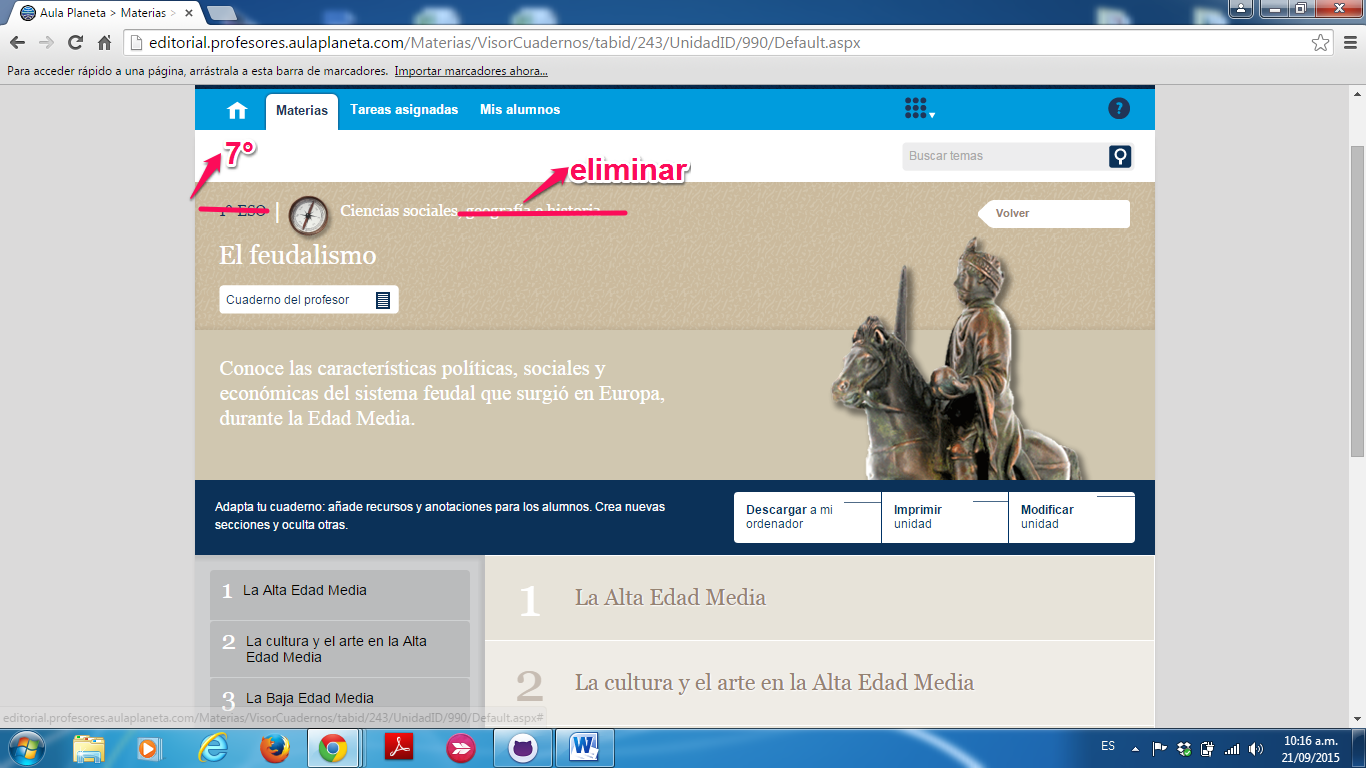 Aula Planeta > Materias >
editorial.profesores.aulaplaneta.com/Materias/VisorCuadernos/tabid/243/UnidadID/990/Default.aspx
Para acceder rápido a una página, arrástrala a esta barra de marcadores. Importar marcadores ahora...
Materias Tareas asignadas Mis alumnos ?
7°
eliminar
Buscar temas
1º ESO Ciencias sociales, geografía e historia
Volver
El feudalismo
Cuaderno del profesor
Conoce las características políticas, sociales y
económicas del sistema feudal que surgió en Europa,
durante la Edad Media.
Adapta tu cuaderno: añade recursos y anotaciones para los alumnos. Crea nuevas
secciones y oculta otras.
Descargar a mi
ordenador
Imprimir
unidad
Modificar
unidad
1 La Alta Edad Media
2 La cultura y el arte en la Alta
Edad Media
3 La Baja Edad Media
1 La Alta Edad Media
2 La cultura y el arte en la Alta Edad Media
editorial.profesores.aulaplaneta.com/Materias/VisorCuadernos/tabid/243/UnidadID/990/Default.aspx#
ES
10:16 a.m.
21/09/2015